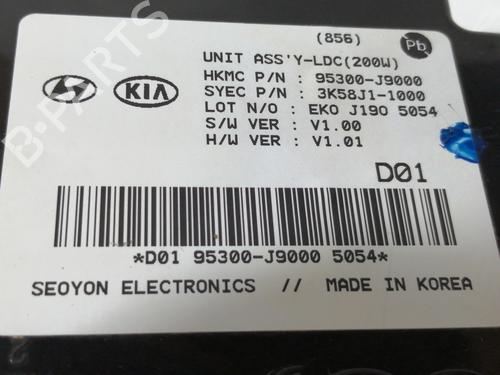 (856)
Pb
UNIT ASS'Y-LDC(200W)
HKMC P/N : 95300-J9000
SYEC P/N : 3K58J1-1000
LOT N/O : EKO J190 5054
S/W VER : V1.00
H/W VER : V1.01
KIA
D01
*D01 95300-J9000 5054*
SEOYON ELECTRONICS // MADE IN KOREA
B-PARTS